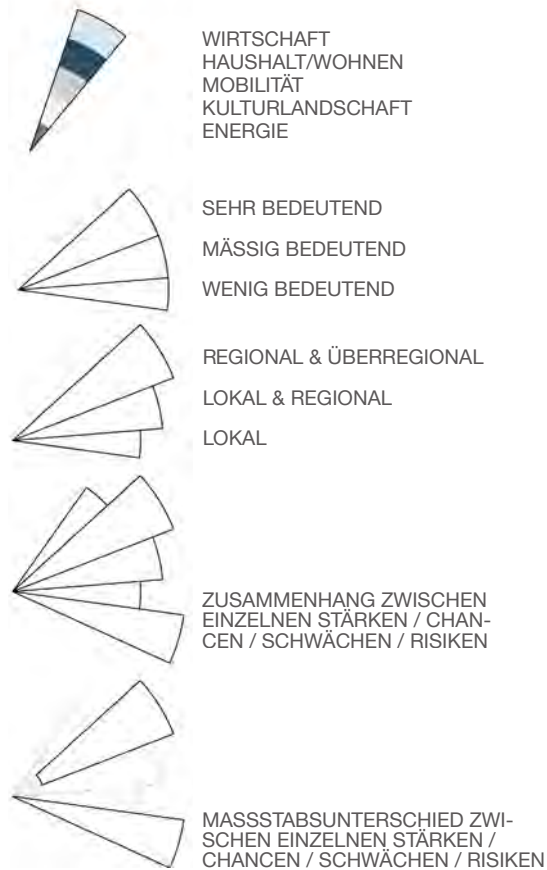 WIRTSCHAFT
HAUSHALT/WOHNEN
MOBILITÄT
KULTURLANDSCHAFT
ENERGIE
SEHR BEDEUTEND
MÄSSIG BEDEUTEND
WENIG BEDEUTEND
REGIONAL & ÜBERREGIONAL
LOKAL & REGIONAL
LOKAL
ZUSAMMENHANG ZWISCHEN
EINZELNEN STÄRKEN / CHAN-
CEN / SCHWÄCHEN / RISIKEN
MASSSTABSUNTERSCHIED ZWI-
SCHEN EINZELNEN STÄRKEN /
CHANCEN / SCHWÄCHEN / RISIKEN